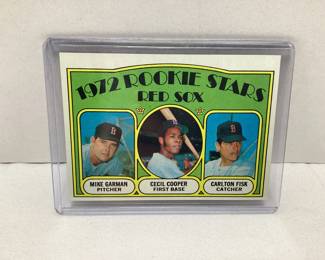 1972 ROOKIE STARS
RED SOX
MIKE GARMAN
PITCHER
CECIL COOPER
FIRST BASE
CARLTON FISK
CATCHER